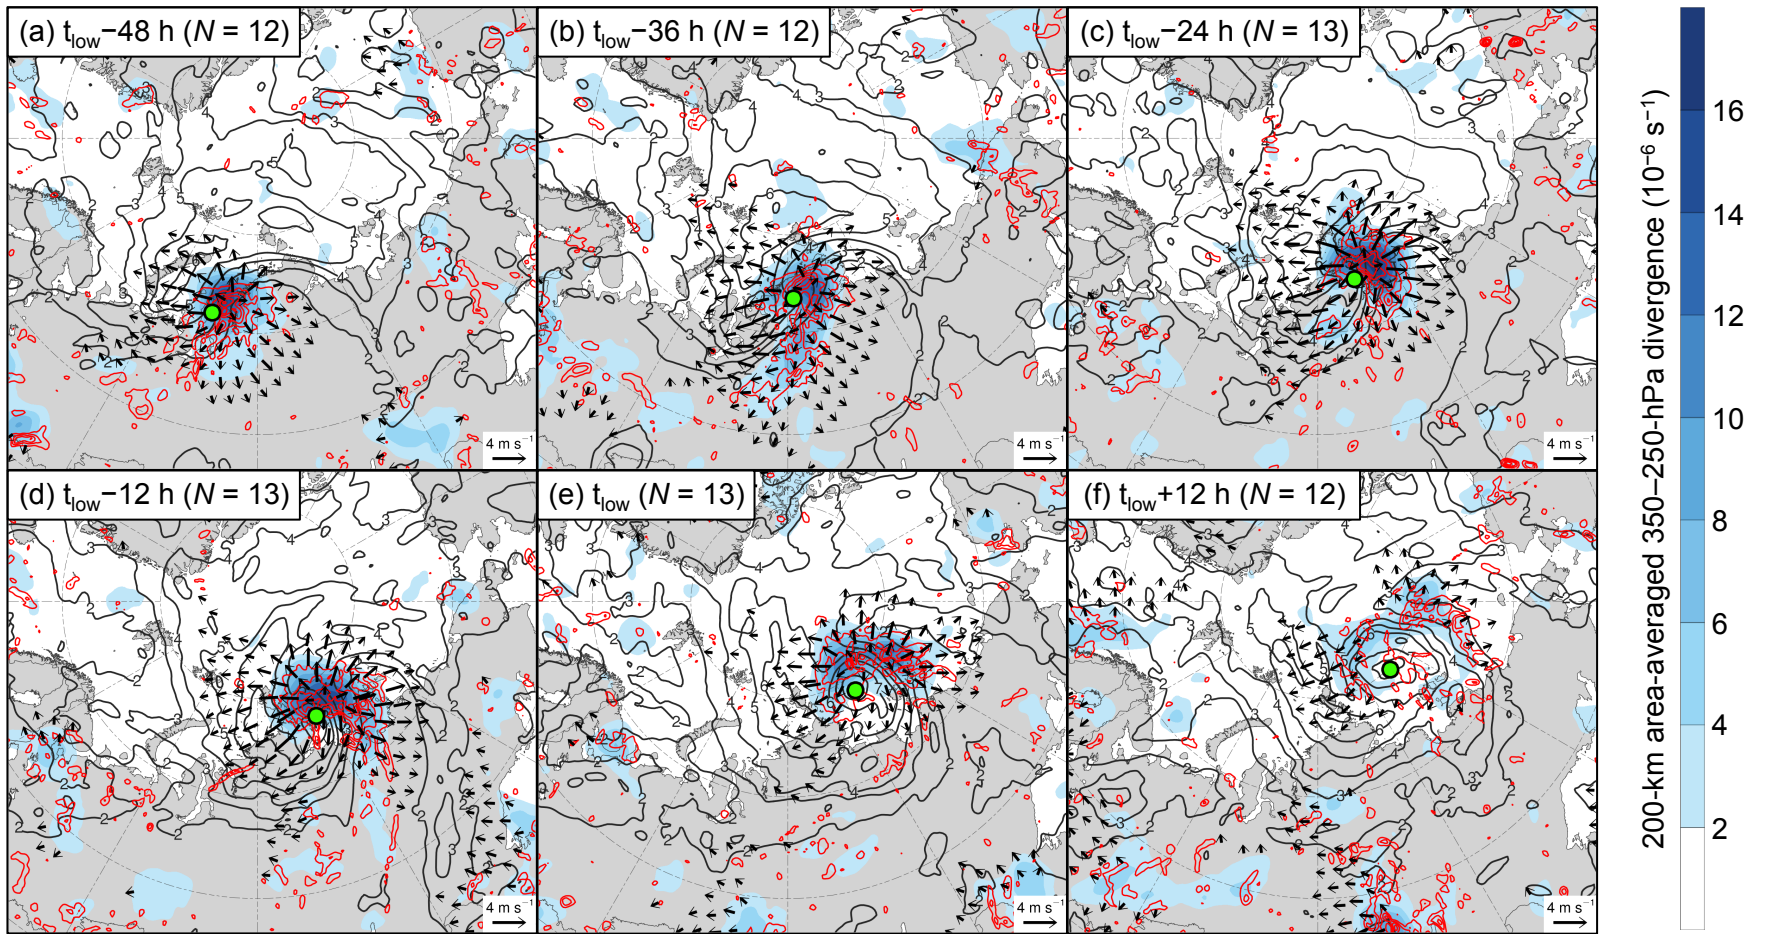 (a) tlow−48 h (N = 12)
(b) tlow−36 h (N = 12)
(c) tlow−24 h (N = 13)
4 m s−1
4 m s−1
4 m s−1
(d) tlow−12 h (N = 13)
(e) tlow (N = 13)
(f) tlow+12 h (N = 12)
4 m s−1
4 m s−1
4 m s−1
16
14
12
10
8
6
4
2
200-km area-averaged 350–250-hPa divergence (10−6 s−1)